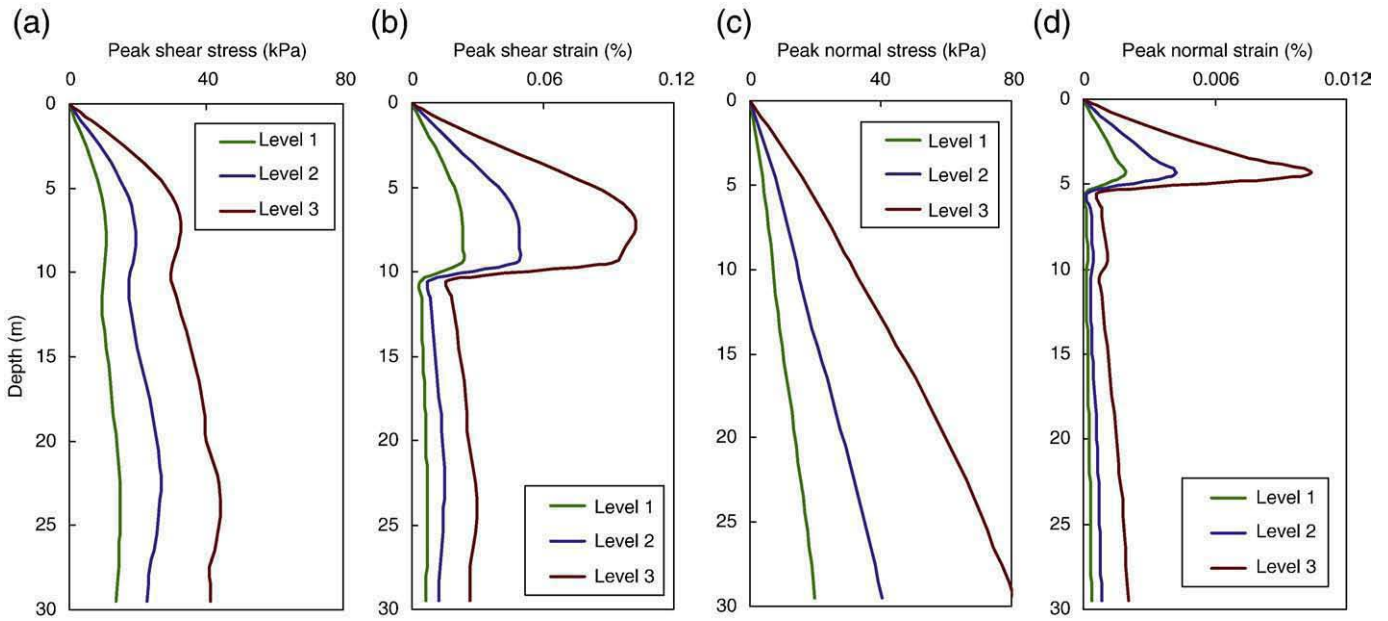 (a)
Peak shear stress (kPa)
0 40 80
0
5
10
15
20
25
30
Depth (m)
Level 1
Level 2
Level 3
(b)
Peak shear strain (%)
0 0.06 0.12
0
5
10
15
20
25
30
Level 1
Level 2
Level 3
(c)
Peak normal stress (kPa)
0 40 80
0
5
10
15
20
25
30
Level 1
Level 2
Level 3
(d)
Peak normal strain (%)
0 0.006 0.012
0
5
10
15
20
25
30
Level 1
Level 2
Level 3